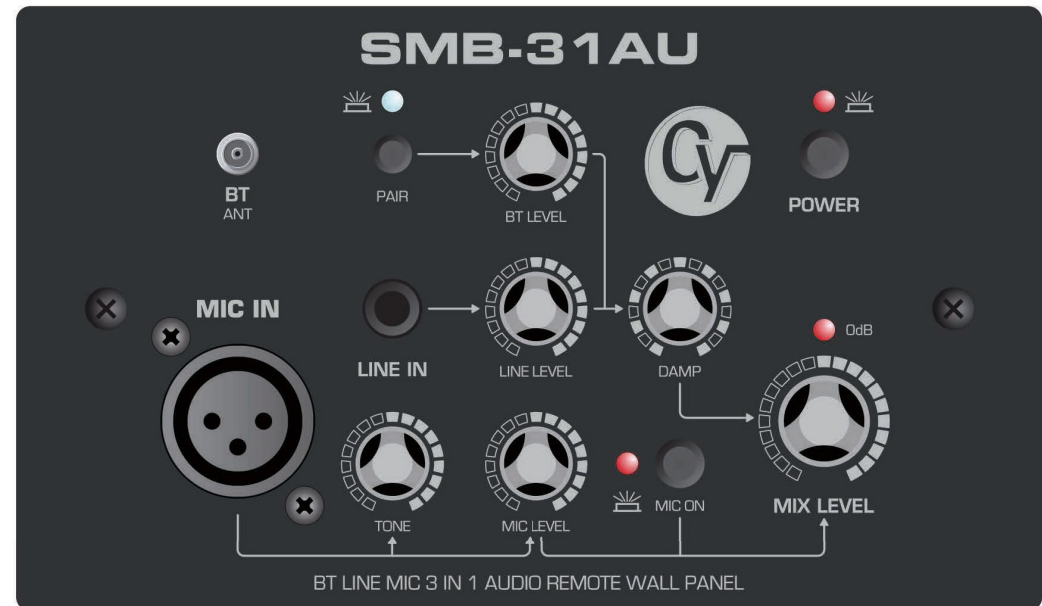 SMB-31AU
Cy
BT
ANT
PAIR
BT LEVEL
POWER
MIC IN
LINE IN
LINE LEVEL
DAMP
0dB
TONE
MIC LEVEL
MIC ON
MIX LEVEL
BT LINE MIC 3 IN 1 AUDIO REMOTE WALL PANEL